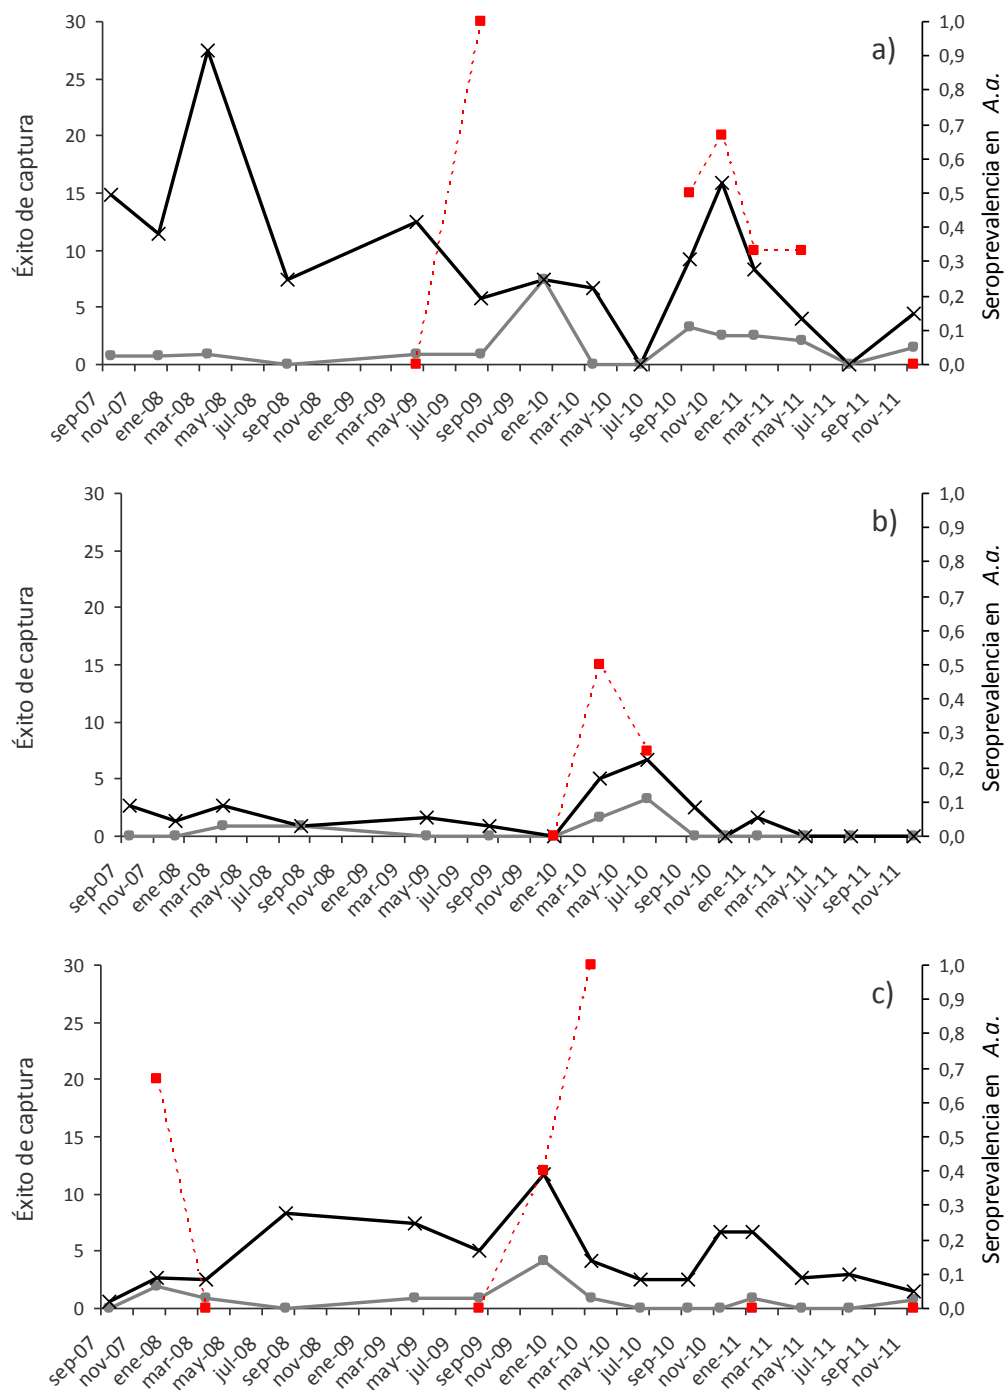 a)
Éxito de captura
30
25
20
15
10
5
0
1,0
0,9
0,8
0,7
0,6
0,5
0,4
0,3
0,2
0,1
0,0
Seroprevalencia en A.a.
sep-07
nov-07
ene-08
mar-08
may-08
jul-08
sep-08
nov-08
ene-09
mar-09
may-09
jul-09
sep-09
nov-09
ene-10
mar-10
may-10
jul-10
sep-10
nov-10
ene-11
mar-11
may-11
jul-11
sep-11
nov-11
b)
Éxito de captura
30
25
20
15
10
5
0
1,0
0,9
0,8
0,7
0,6
0,5
0,4
0,3
0,2
0,1
0,0
Seroprevalencia en A.a.
sep-07
nov-07
ene-08
mar-08
may-08
jul-08
sep-08
nov-08
ene-09
mar-09
may-09
jul-09
sep-09
nov-09
ene-10
mar-10
may-10
jul-10
sep-10
nov-10
ene-11
mar-11
may-11
jul-11
sep-11
nov-11
c)
Éxito de captura
30
25
20
15
10
5
0
1,0
0,9
0,8
0,7
0,6
0,5
0,4
0,3
0,2
0,1
0,0
Seroprevalencia en A.a.
sep-07
nov-07
ene-08
mar-08
may-08
jul-08
sep-08
nov-08
ene-09
mar-09
may-09
jul-09
sep-09
nov-09
ene-10
mar-10
may-10
jul-10
sep-10
nov-10
ene-11
mar-11
may-11
jul-11
sep-11
nov-11